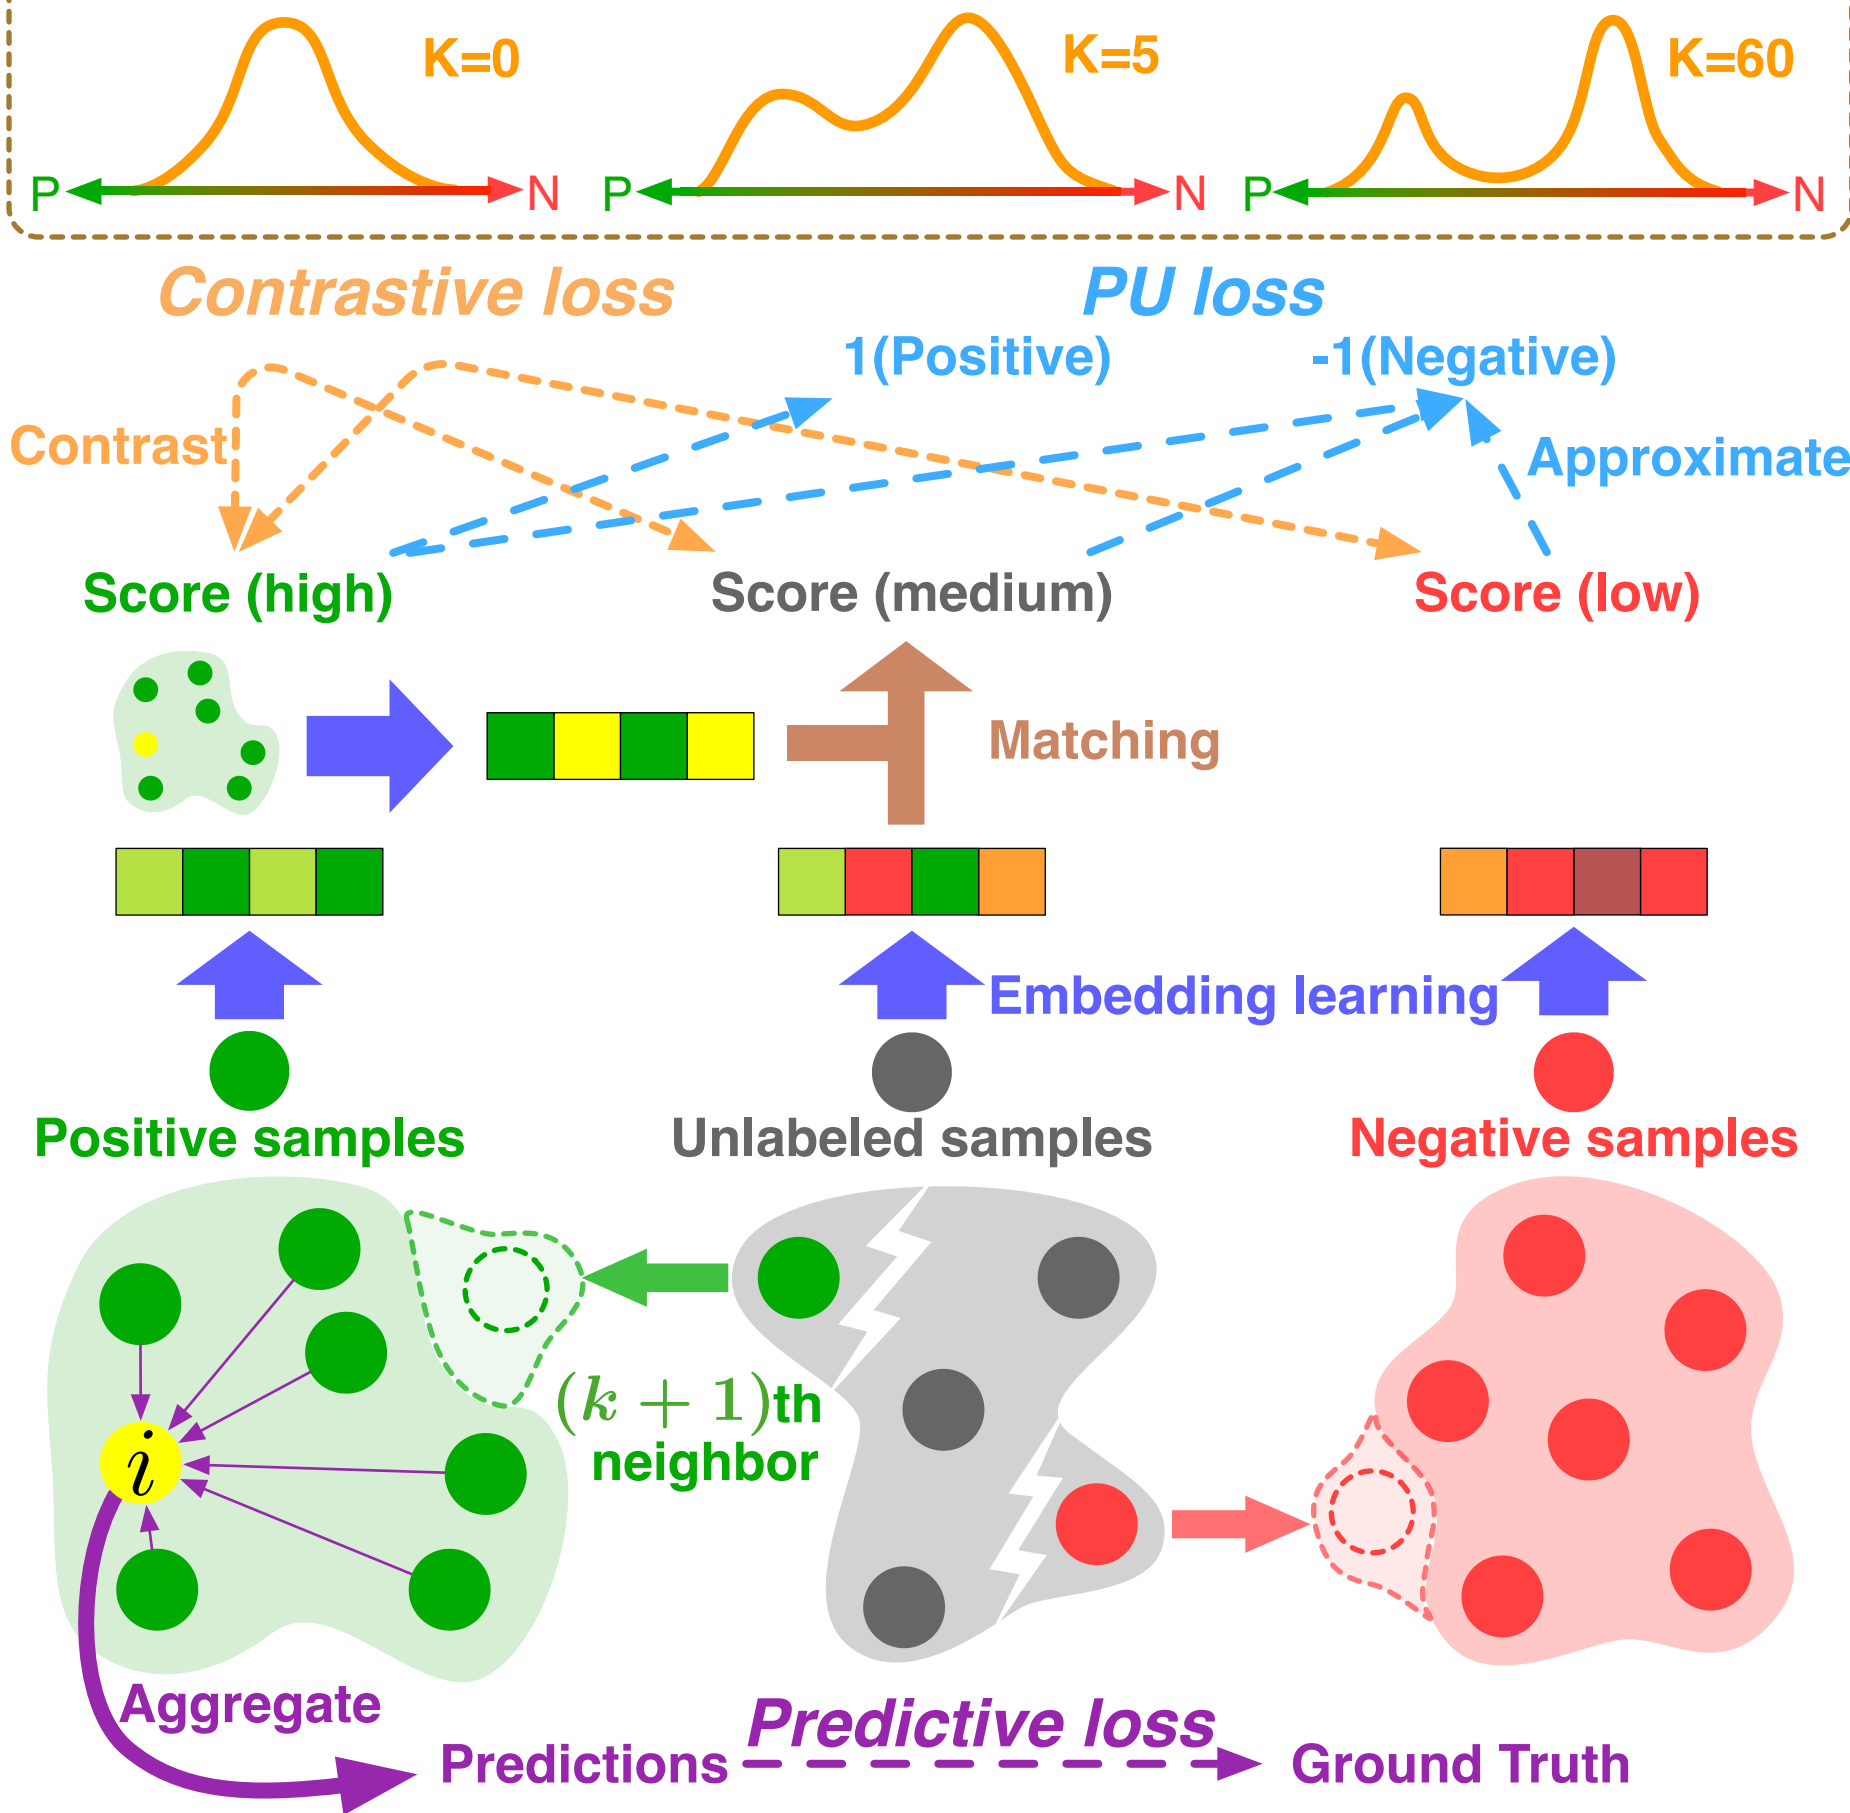 K=0
K=5
K=60
P
N
P
N
P
N
Contrastive loss
PU loss
1(Positive)
-1(Negative)
Contrast
Approximate
Score (high)
Score (medium)
Score (low)
Matching
Embedding learning
Positive samples
Unlabeled samples
Negative samples
(k + 1)th
neighbor
i
Aggregate
Predictive loss
Predictions
Ground Truth